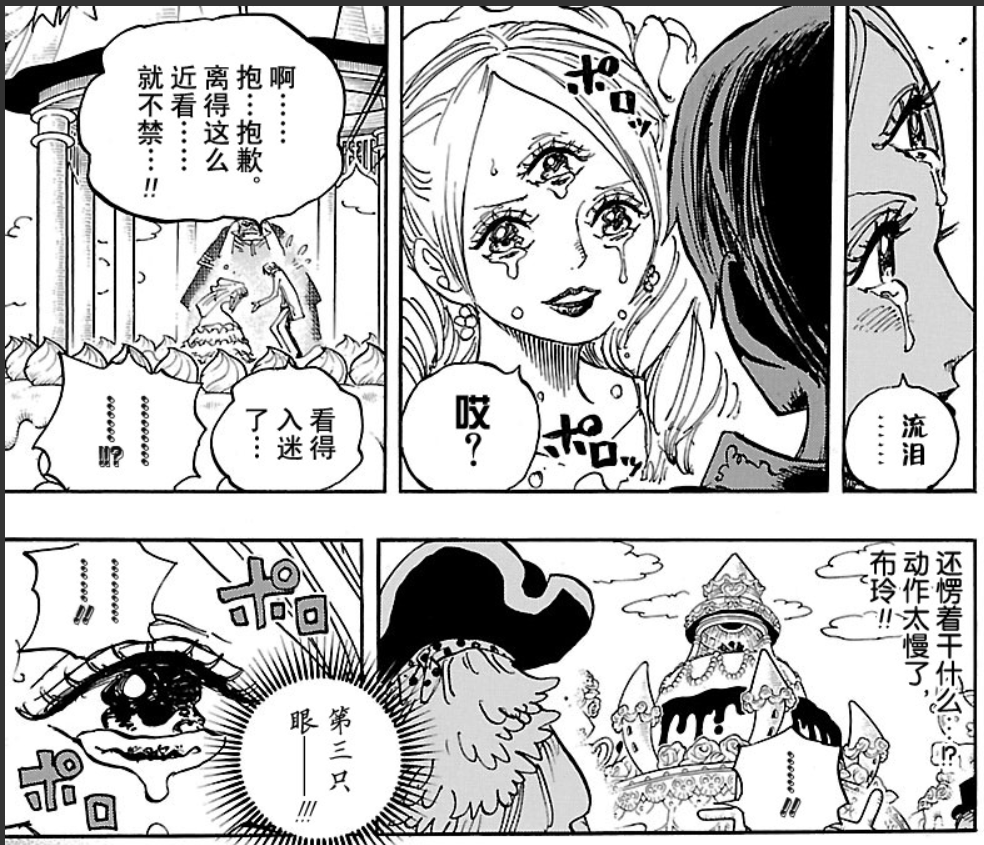 流泪
……
ポロッ
哎?
ポロッ
啊……
抱…抱歉。
离得这么
近看……
就不禁…!!
看得
入迷
了…
………
……!!?
还愣着干什么…!?
动作太慢了,
布玲!!
……!!
ポロ
第三只
眼——!!!
……
……!!
ポロ